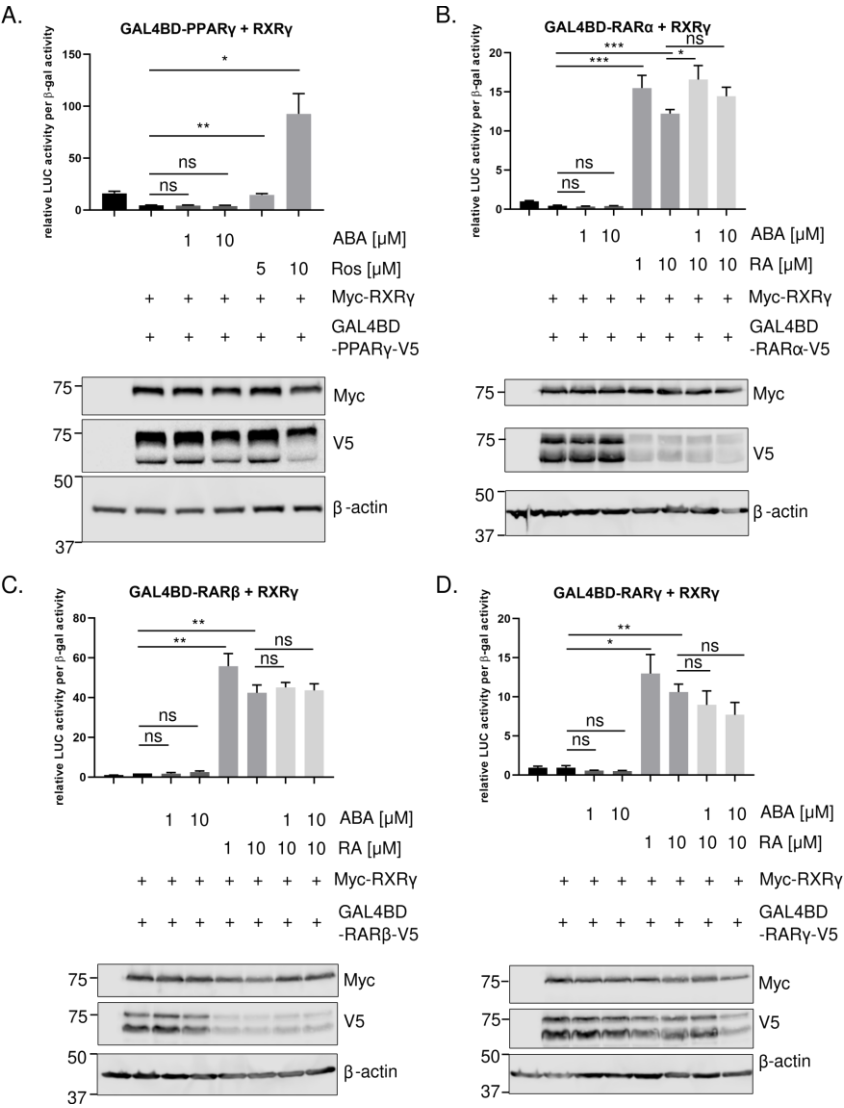 A.
GAL4BD-PPARγ + RXRγ
relative LUC activity per β-gal activity
150
100
50
0
*
**
ns
ns
1 10 ABA [µM]
5 10 Ros [µM]
+ + + + + Myc-RXRγ
+ + + + + GAL4BD
-PPARγ-V5
75 Myc
75 V5
50
β-actin
37
B.
GAL4BD-RARα + RXRγ
relative LUC activity per β-gal activity
20
15
10
5
0
ns
*** *
***
ns
ns
1 10 1 10 ABA [µM]
1 10 10 10 RA [µM]
+ + + + + + + Myc-RXRγ
+ + + + + + + GAL4BD
-RARα-V5
75 Myc
75 V5
50
β-actin
37
C.
GAL4BD-RARβ + RXRγ
relative LUC activity per β-gal activity
80
60
40
20
0
**
** ns
ns
ns
ns
1 10 1 10 ABA [µM]
1 10 10 10 RA [µM]
+ + + + + + + Myc-RXRγ
+ + + + + + + GAL4BD
-RARβ-V5
75 Myc
75 V5
50
β-actin
37
D.
GAL4BD-RARγ + RXRγ
relative LUC activity per β-gal activity
20
15
10
5
0
**
* ns
ns
ns
ns
1 10 1 10 ABA [µM]
1 10 10 10 RA [µM]
+ + + + + + + Myc-RXRγ
+ + + + + + + GAL4BD
-RARγ-V5
75 Myc
75 V5
50
β-actin
37